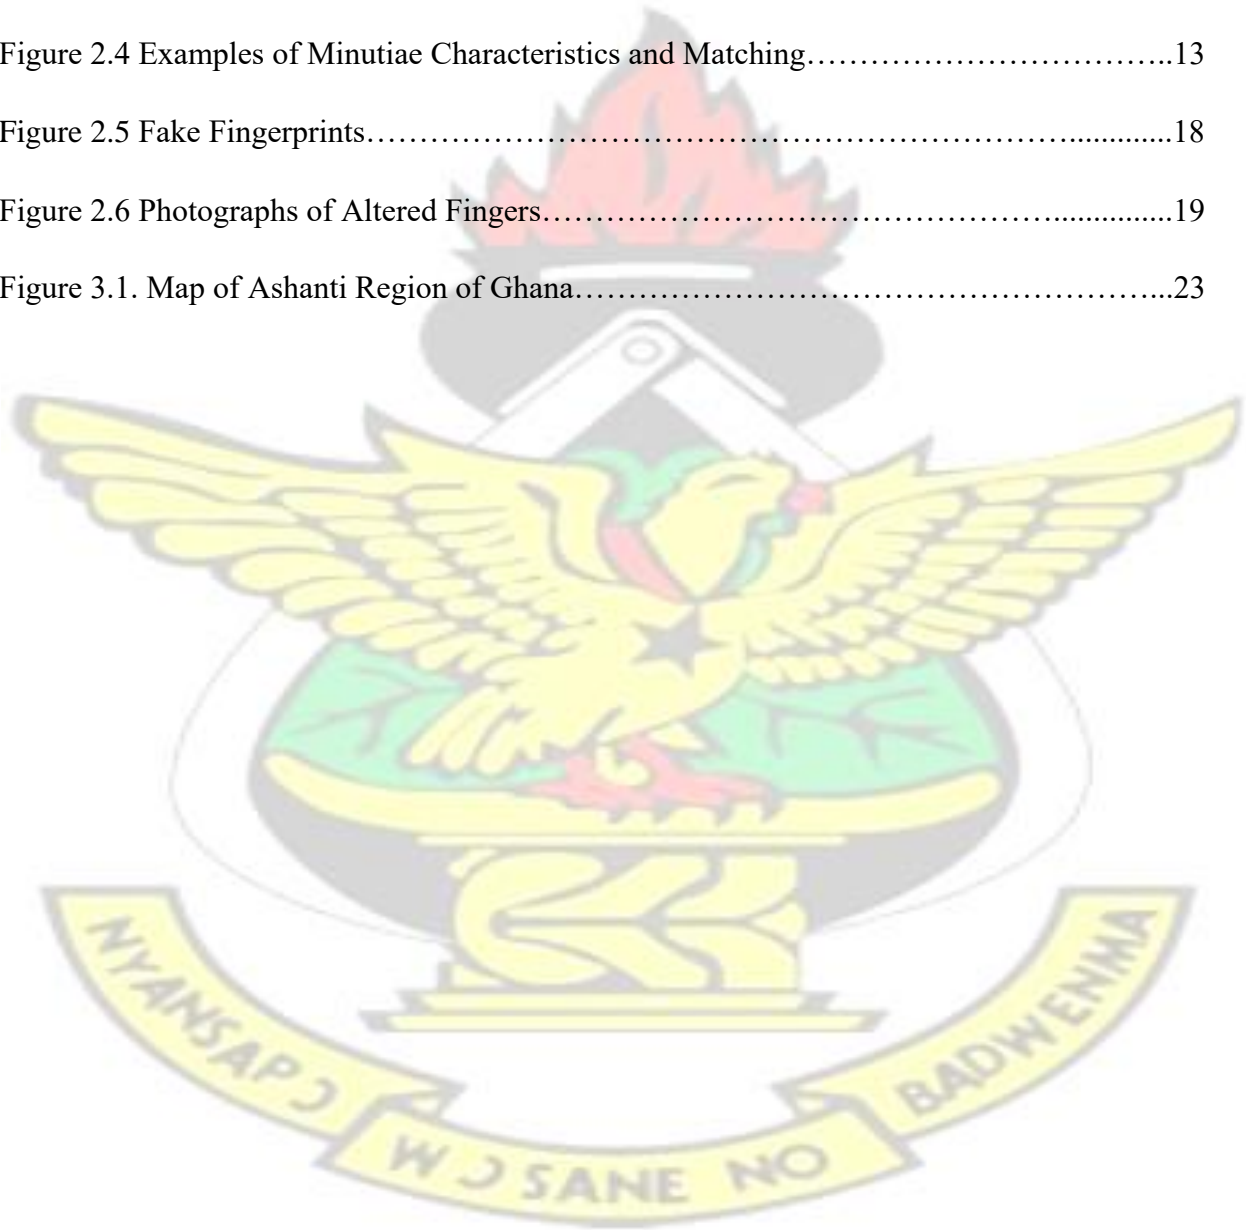 Figure 2.4 Examples of Minutiae Characteristics and Matching……………………………..13
Figure 2.5 Fake Fingerprints…………………………………………………………….............18
Figure 2.6 Photographs of Altered Fingers……………………………………………...............19
Figure 3.1. Map of Ashanti Region of Ghana…………………………………………………...23
NYANSAPƆ
WƆ SANE NO
BADWENMA